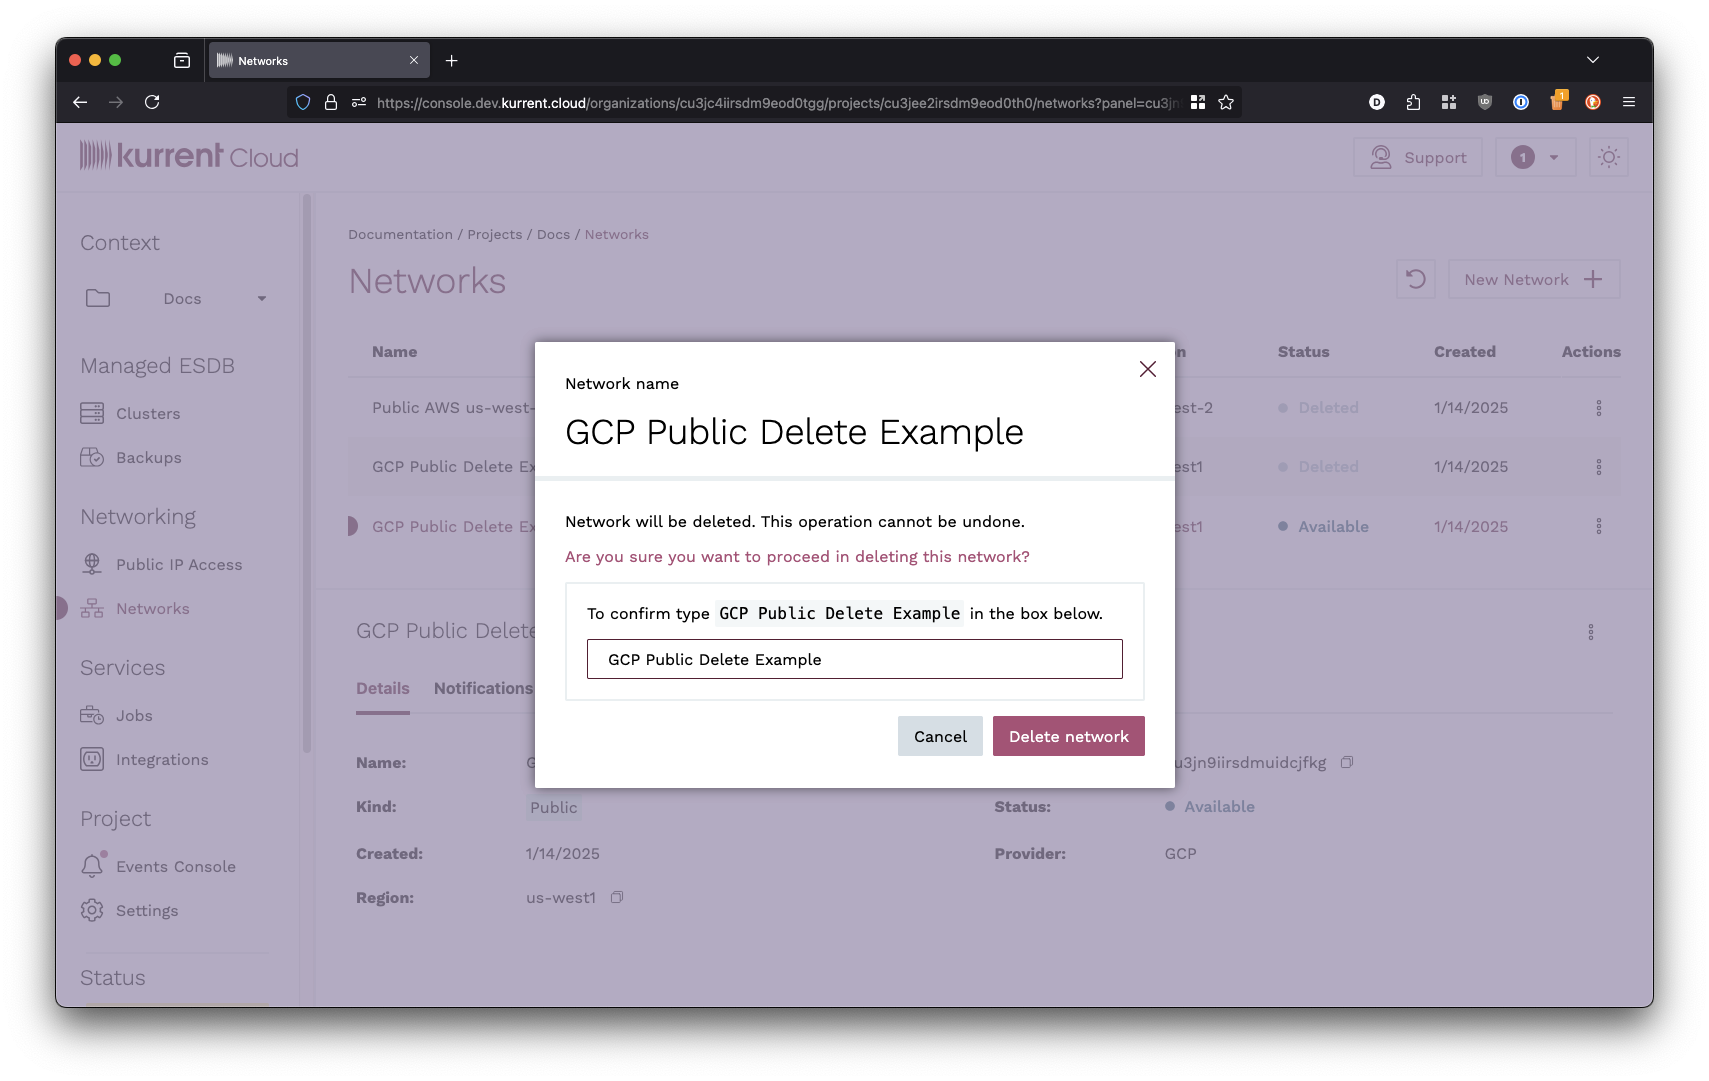 Networks
https://console.dev.kurrent.cloud/organizations/cu3jc4iirsdm9eod0tgg/projects/cu3jee2irsdm9eod0th0/networks?panel=cu3jn
kurrent Cloud
Support
1
Context
Docs
Managed ESDB
Clusters
Backups
Networking
Public IP Access
Networks
Services
Jobs
Integrations
Project
Events Console
Settings
Status
Documentation / Projects / Docs / Networks
Networks
New Network
Name Status Created Actions
Public AWS us-west- est-2 Deleted 1/14/2025
GCP Public Delete Ex est1 Deleted 1/14/2025
GCP Public Delete Ex est1 Available 1/14/2025
Network name
GCP Public Delete Example
Network will be deleted. This operation cannot be undone.
Are you sure you want to proceed in deleting this network?
To confirm type GCP Public Delete Example in the box below.
GCP Public Delete Example
Cancel Delete network
GCP Public Delete
Details Notifications
Name: G u3jn9iirsdmuidcjfkg
Kind: Public Status: Available
Created: 1/14/2025 Provider: GCP
Region: us-west1